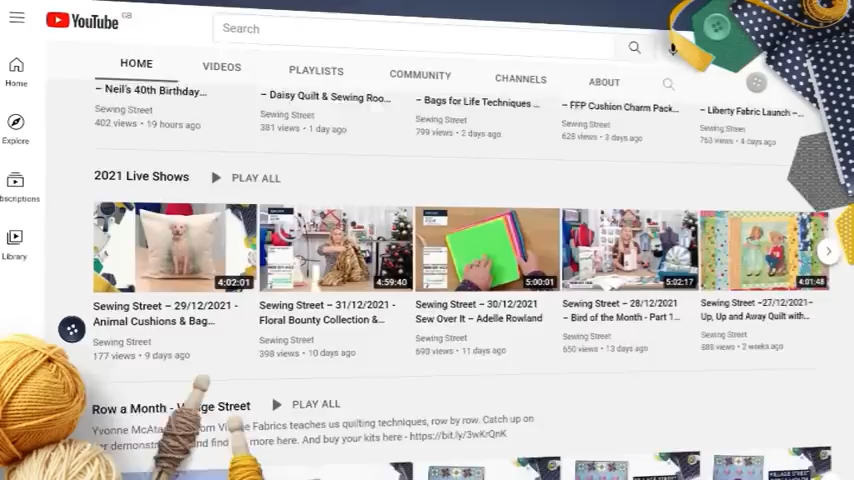 YouTube GB
Search
HOME VIDEOS PLAYLISTS COMMUNITY CHANNELS ABOUT
Home
Explore
Library
– Neil's 40th Birthday...
Sewing Street
402 views • 19 hours ago
– Daisy Quilt & Sewing Roo...
Sewing Street
381 views • 1 day ago
– Bags for Life Techniques ...
Sewing Street
799 views • 2 days ago
– FFP Cushion Charm Pack...
Sewing Street
628 views • 3 days ago
– Liberty Fabric Launch –...
Sewing Street
763 views • 4 days ago
2021 Live Shows PLAY ALL
4:02:01
Sewing Street – 29/12/2021 -
Animal Cushions & Bag...
Sewing Street
177 views • 9 days ago
4:59:40
Sewing Street – 31/12/2021 -
Floral Bounty Collection &...
Sewing Street
398 views • 10 days ago
5:00:01
Sewing Street – 30/12/2021
Sew Over It – Adelle Rowland
Sewing Street
693 views • 11 days ago
5:02:17
Sewing Street – 28/12/2021
– Bird of the Month - Part 1...
Sewing Street
650 views • 13 days ago
4:01:48
Sewing Street –27/12/2021–
Up, Up and Away Quilt with...
Sewing Street
views • 2 weeks ago
Row a Month - Street PLAY ALL
Yvonne Fabrics teaches us quilting techniques, row by row. Catch up on
more here. And buy your kits here - https://bit.ly/3wKrQnK